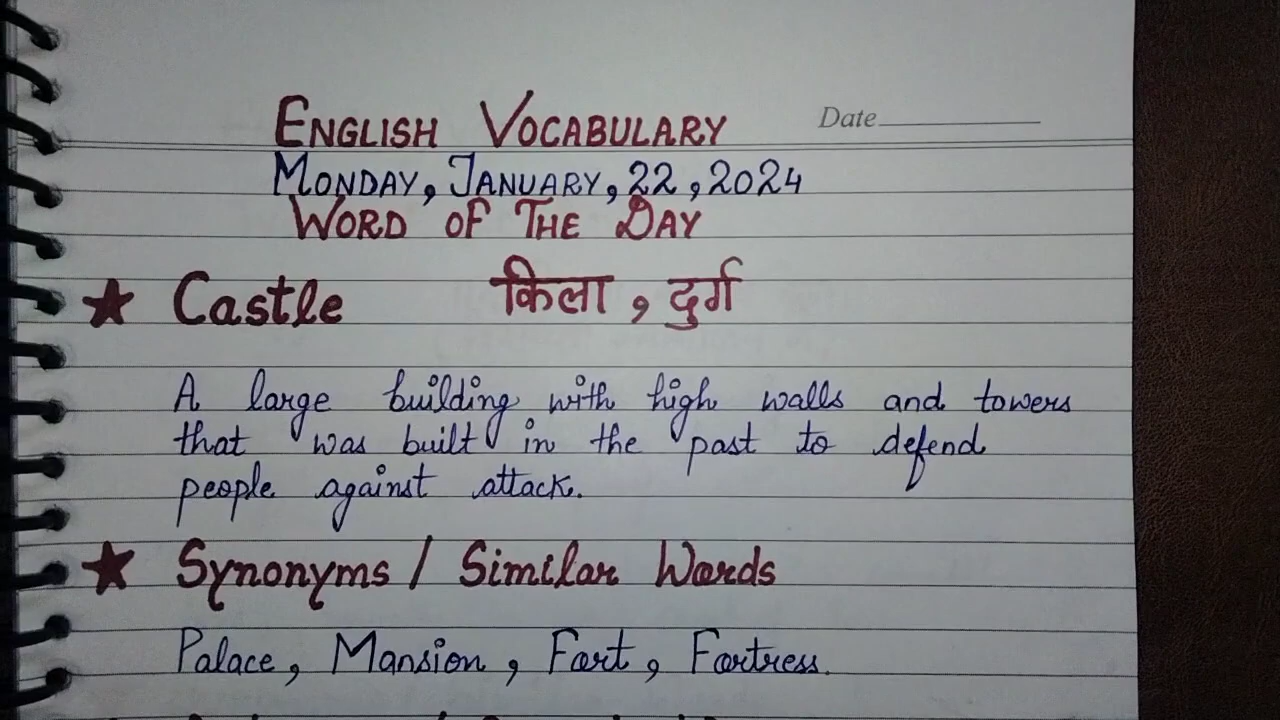 ENGLISH VOCABULARY
Date
MONDAY, JANUARY, 22, 2024
WORD OF THE DAY
★ Castle किला, दुर्ग
A large building with high walls and towers
that was built in the past to defend
people against attack.
★ Synonyms / Similar Words
Palace, Mansion, Fort, Fortress.